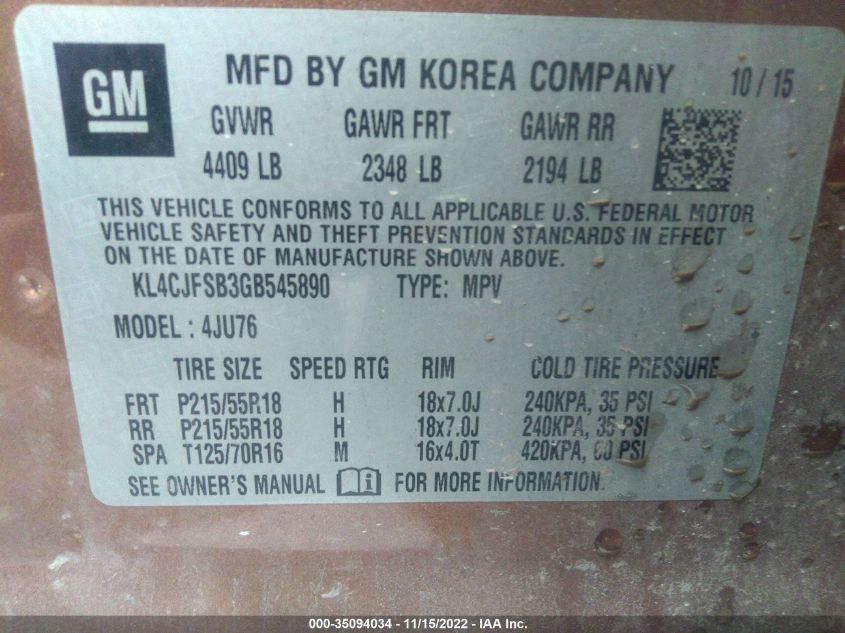 GM
MFD BY GM KOREA COMPANY 10 / 15
GVWR GAWR FRT GAWR RR
4409 LB 2348 LB 2194 LB
THIS VEHICLE CONFORMS TO ALL APPLICABLE U.S. FEDERAL MOTOR
VEHICLE SAFETY AND THEFT PREVENTION STANDARDS IN EFFECT
ON THE DATE OF MANUFACTURE SHOWN ABOVE.
KL4CJFSB3GB545890 TYPE: MPV
MODEL : 4JU76
TIRE SIZE SPEED RTG RIM COLD TIRE PRESSURE
FRT P215/55R18 H 18x7.0J 240KPA, 35 PSI
RR P215/55R18 H 18x7.0J 240KPA, 35 PSI
SPA T125/70R16 M 16x4.0T 420KPA, 60 PSI
SEE OWNER'S MANUAL FOR MORE INFORMATION.
000-35094034 - 11/15/2022 - IAA Inc.